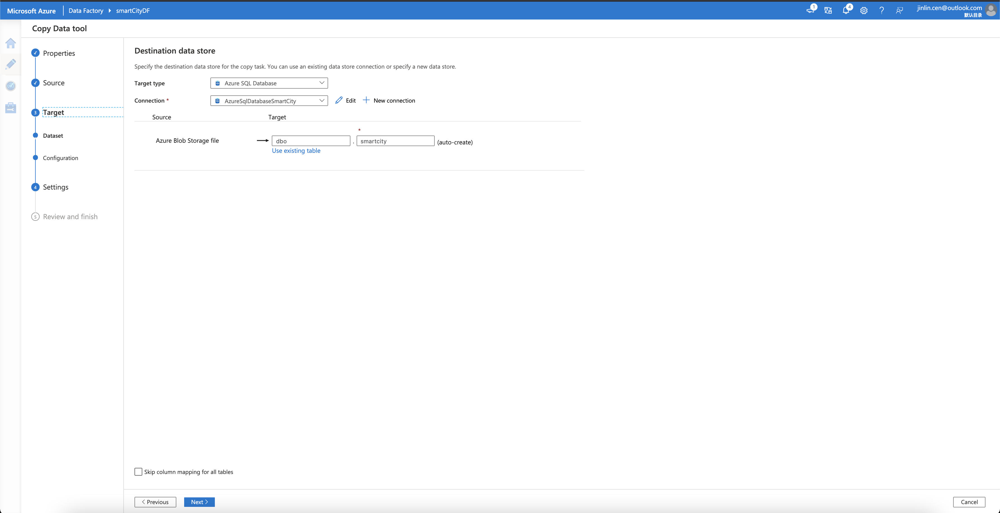 Microsoft Azure
Data Factory
smartCityDF
1
4
jinlin.cen@outlook.com
默认目录
Copy Data tool
Properties
Source
3 Target
Dataset
Configuration
4 Settings
5 Review and finish
Destination data store
Specify the destination data store for the copy task. You can use an existing data store connection or specify a new data store.
Target type
Azure SQL Database
Connection *
AzureSqlDatabaseSmartCity
Edit
New connection
Source
Target
*
Azure Blob Storage file
dbo . smartcity (auto-create)
Use existing table
Skip column mapping for all tables
< Previous
Next >
Cancel